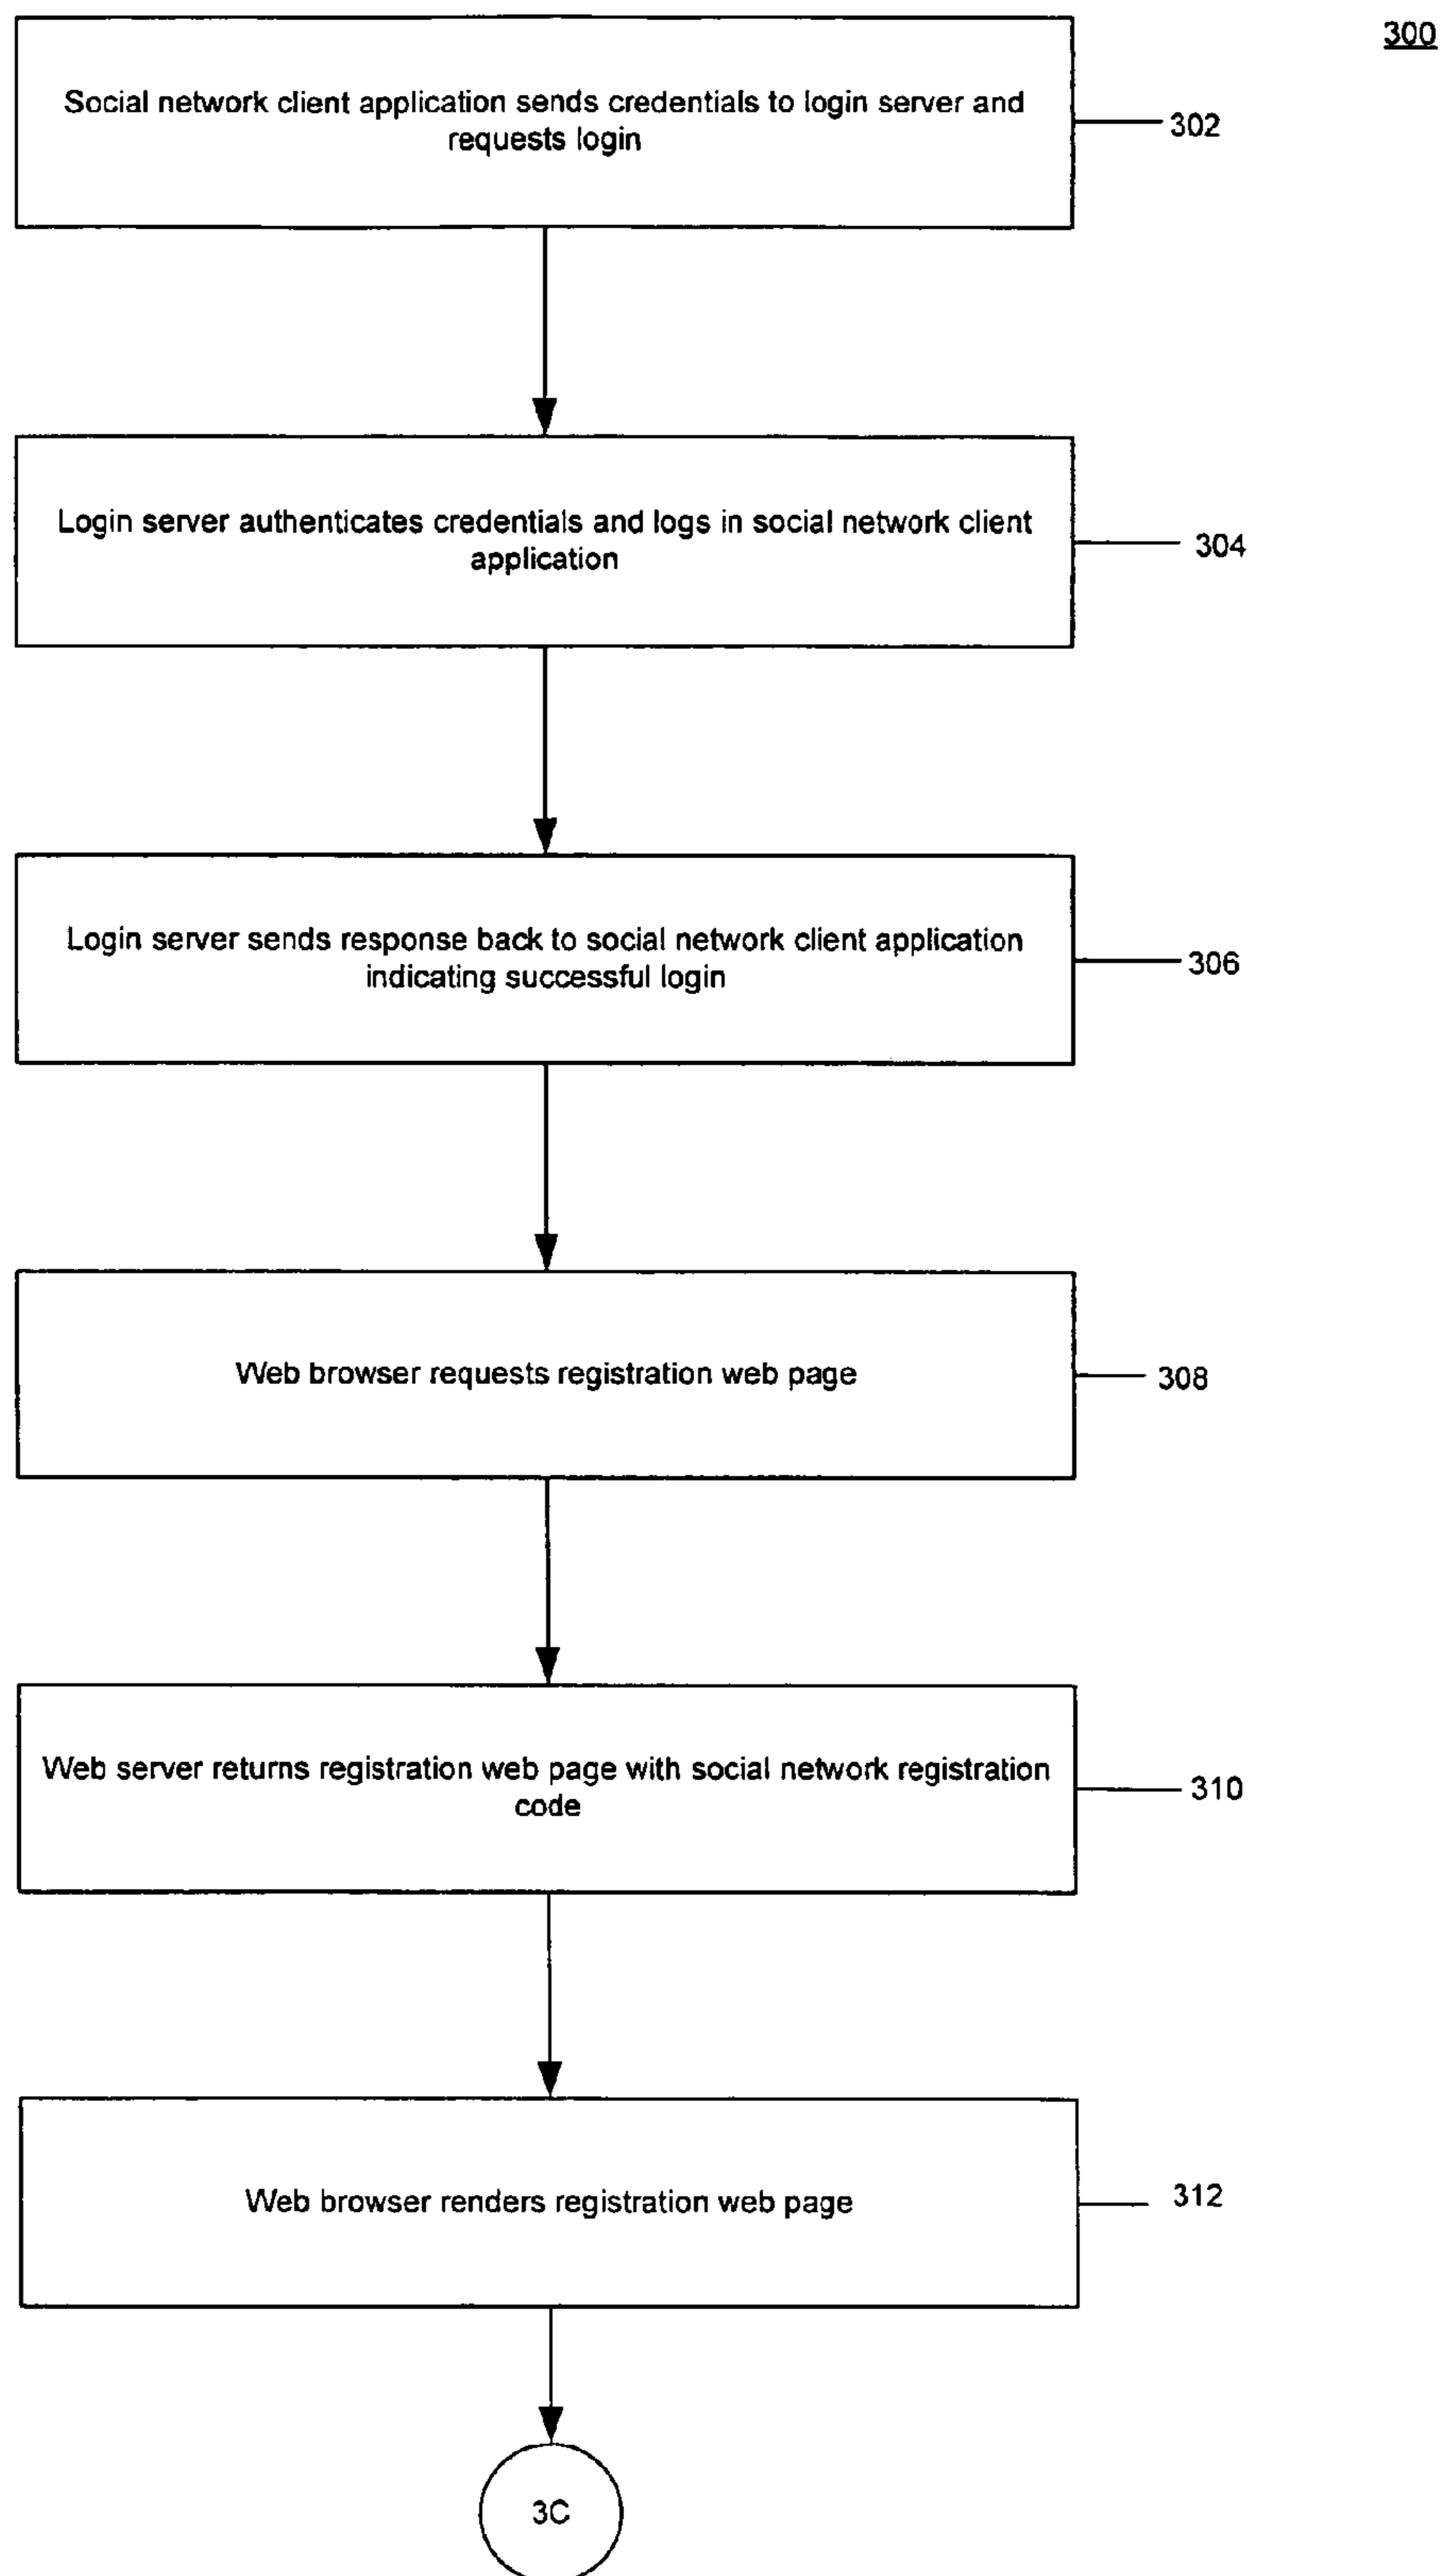 300
Social network client application sends credentials to login server and
requests login
302
Login server authenticates credentials and logs in social network client
application
304
Login server sends response back to social network client application
indicating successful login
306
Web browser requests registration web page
308
Web server returns registration web page with social network registration
code
310
Web browser renders registration web page
312
3C